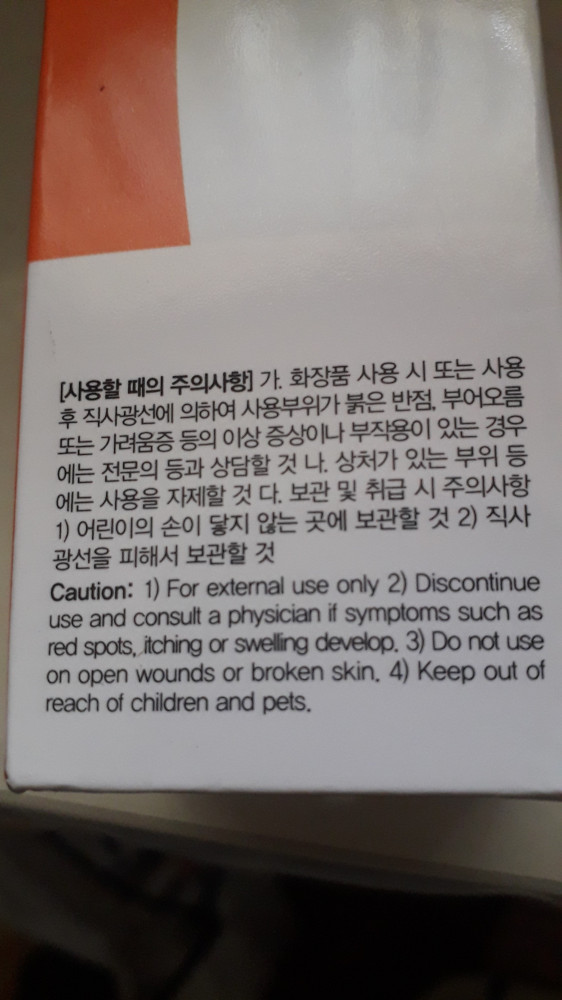 [사용할 때의 주의사항] 가. 화장품 사용 시 또는 사용
후 직사광선에 의하여 사용부위가 붉은 반점, 부어오름
또는 가려움증 등의 이상 증상이나 부작용이 있는 경우
에는 전문의 등과 상담할 것 나. 상처가 있는 부위 등
에는 사용을 자제할 것 다. 보관 및 취급 시 주의사항
1) 어린이의 손이 닿지 않는 곳에 보관할 것 2) 직사
광선을 피해서 보관할 것
Caution: 1) For external use only 2) Discontinue
use and consult a physician if symptoms such as
red spots, itching or swelling develop. 3) Do not use
on open wounds or broken skin. 4) Keep out of
reach of children and pets.